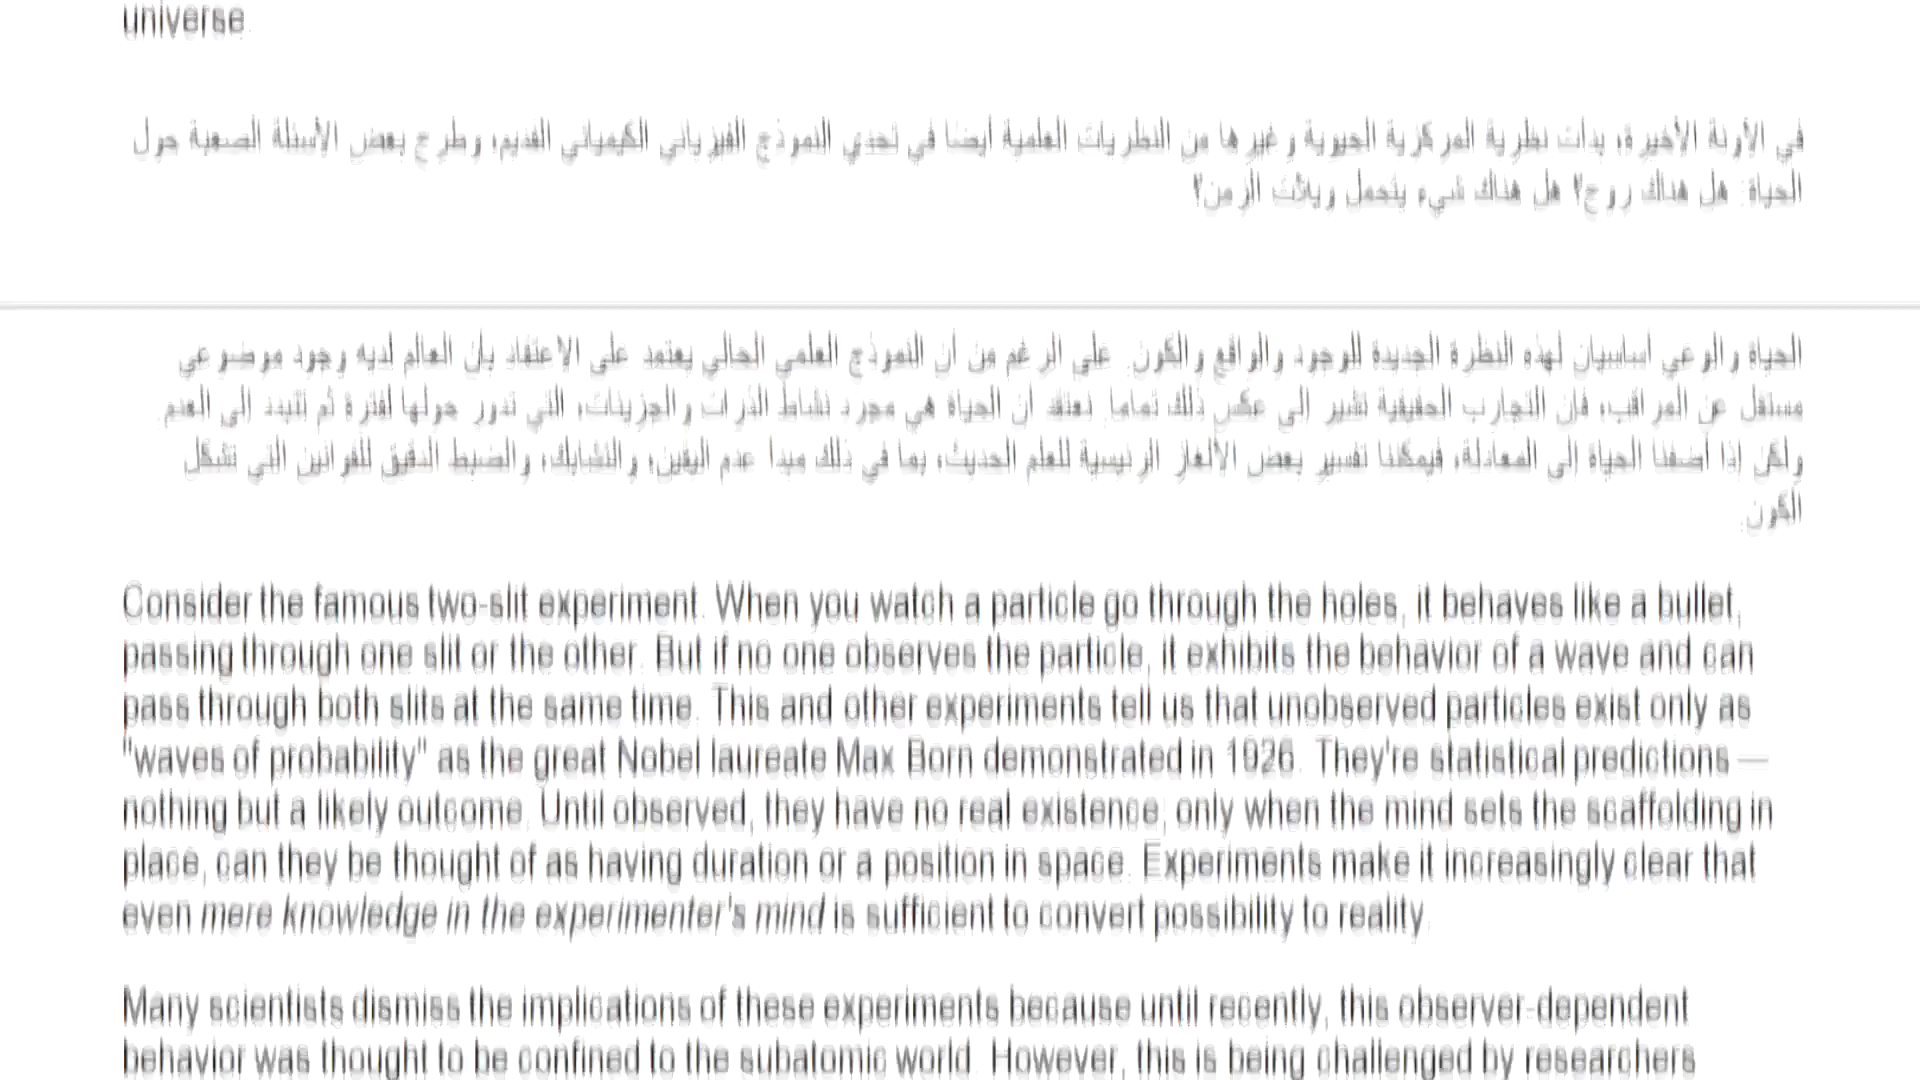 universe.
في الآونة الأخيرة، بدأت نظرية المركزية الحيوية وغيرها من النظريات العلمية أيضا في تحدي النموذج الفيزيائي الكيميائي القديم، وطرح بعض الأسئلة الصعبة حول
الحياة: هل هناك روح؟ هل هناك شيء يتحمل ويلات الزمن؟
الحياة والوعي أساسيان لهذه النظرة الجديدة للوجود والواقع والكون. على الرغم من أن النموذج العلمي الحالي يعتمد على الاعتقاد بأن العالم لديه وجود موضوعي
مستقل عن المراقب، فإن التجارب الحقيقية تشير إلى عكس ذلك تماما. نعتقد أن الحياة هي مجرد نشاط الذرات والجزيئات، التي تدور حولها لفترة ثم تتبدد إلى العدم.
ولكن إذا أضفنا الحياة إلى المعادلة، فيمكننا تفسير بعض الألغاز الرئيسية للعلم الحديث، بما في ذلك مبدأ عدم اليقين، والتشابك، والضبط الدقيق للقوانين التي تشكل
الكون.
Consider the famous two-slit experiment. When you watch a particle go through the holes, it behaves like a bullet,
passing through one slit or the other. But if no one observes the particle, it exhibits the behavior of a wave and can
pass through both slits at the same time. This and other experiments tell us that unobserved particles exist only as
"waves of probability" as the great Nobel laureate Max Born demonstrated in 1926. They're statistical predictions —
nothing but a likely outcome. Until observed, they have no real existence; only when the mind sets the scaffolding in
place, can they be thought of as having duration or a position in space. Experiments make it increasingly clear that
even mere knowledge in the experimenter's mind is sufficient to convert possibility to reality.
Many scientists dismiss the implications of these experiments because until recently, this observer-dependent
behavior was thought to be confined to the subatomic world. However, this is being challenged by researchers